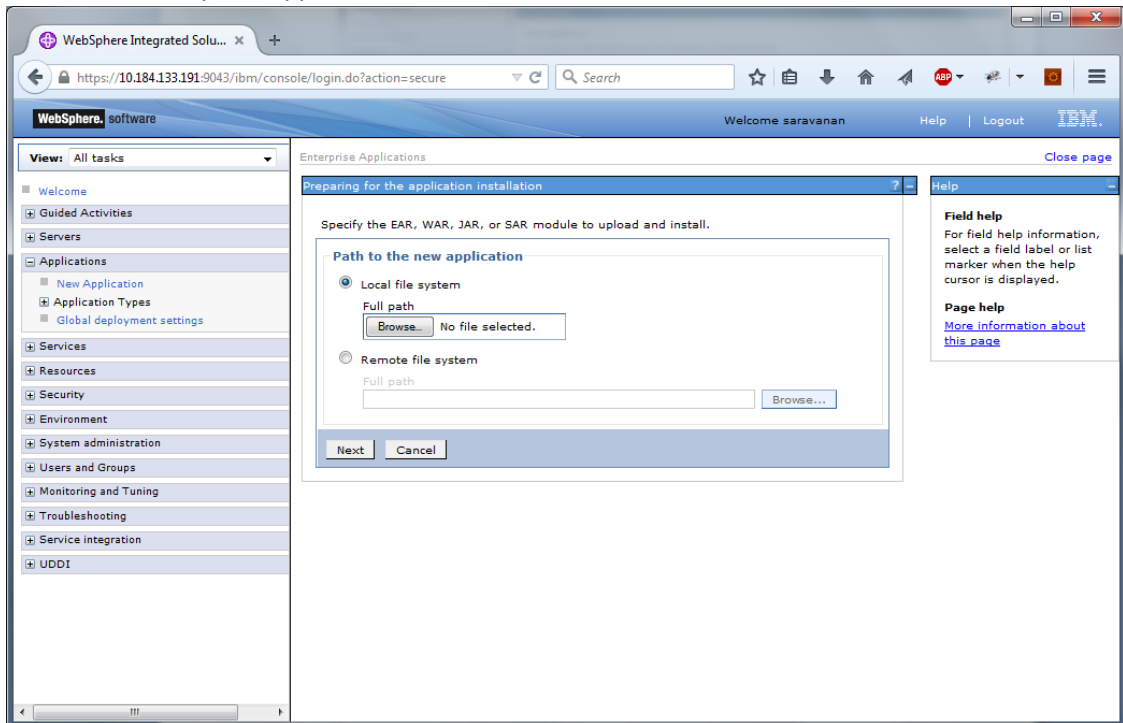 WebSphere Integrated Solu... × +
https://10.184.133.191:9043/ibm/console/login.do?action=secure
Search
ABP
WebSphere. software
Welcome saravanan
Help | Logout
IBM.
View: All tasks
Welcome
Guided Activities
Servers
Applications
New Application
Application Types
Global deployment settings
Services
Resources
Security
Environment
System administration
Users and Groups
Monitoring and Tuning
Troubleshooting
Service integration
UDDI
Enterprise Applications
Close page
Preparing for the application installation ? -
Specify the EAR, WAR, JAR, or SAR module to upload and install.
Path to the new application
Local file system
Full path
Browse... No file selected.
Remote file system
Full path
Browse...
Next Cancel
Help -
Field help
For field help information,
select a field label or list
marker when the help
cursor is displayed.
Page help
More information about
this page